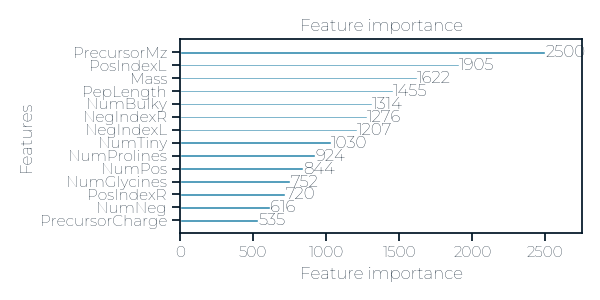 Feature importance
Features
PrecursorMz 2500
PosIndexL 1905
Mass 1622
PepLength 1455
NumBulky 1314
NegIndexR 1276
NegIndexL 1207
NumTiny 1030
NumProlines 924
NumPos 844
NumGlycines 752
PosIndexR 720
NumNeg 616
PrecursorCharge 535
0 500 1000 1500 2000 2500
Feature importance